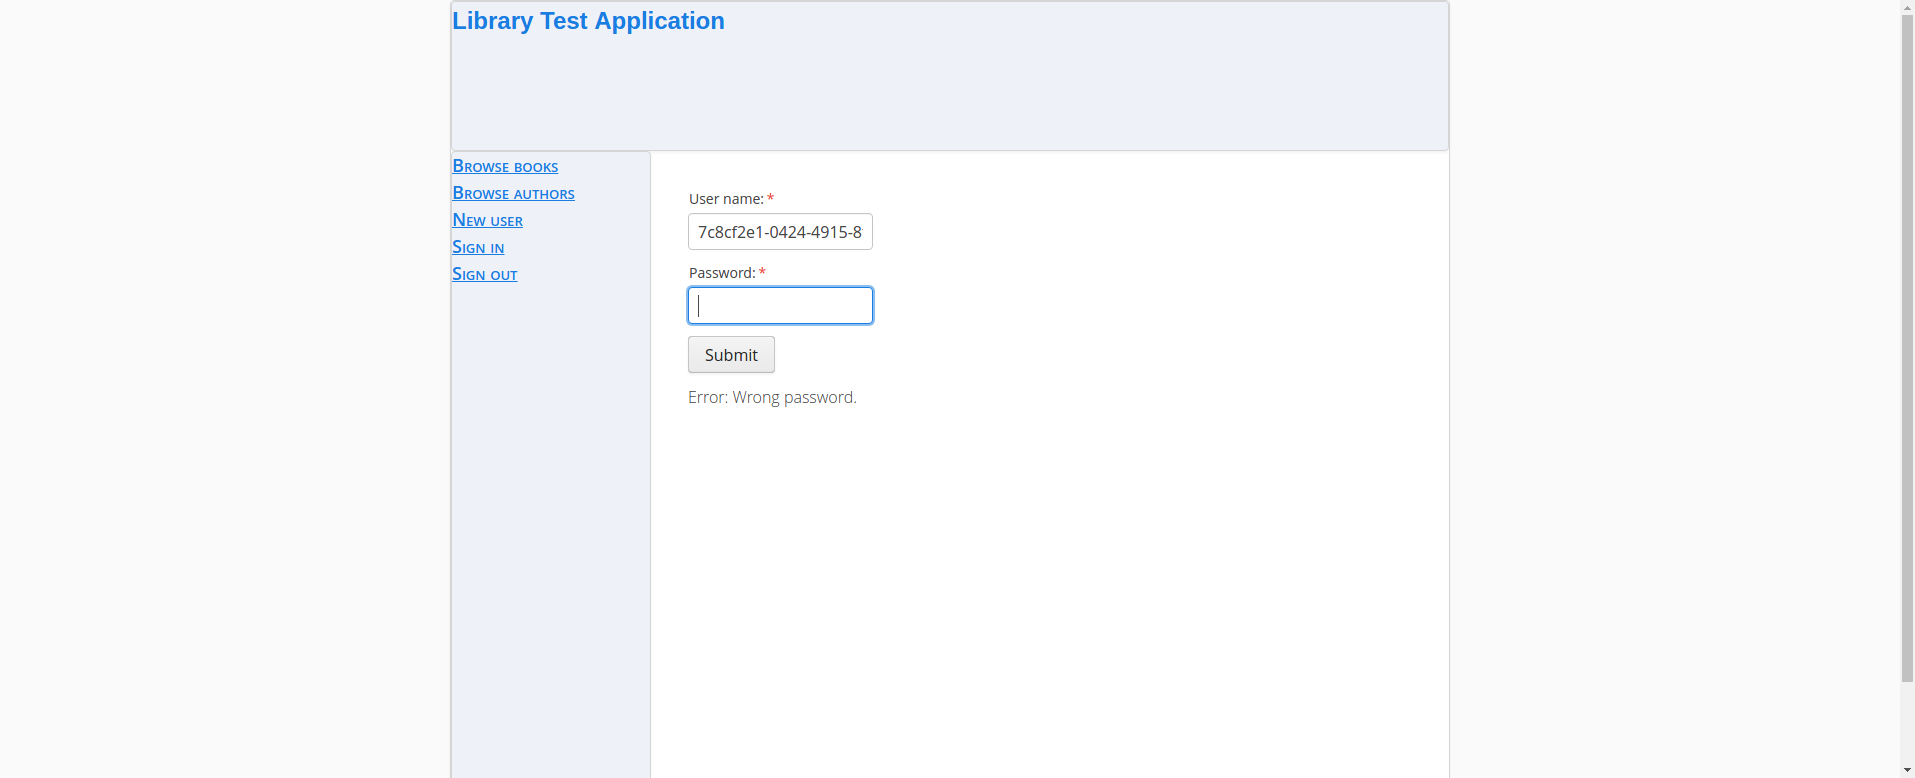 Library Test Application
Browse books
Browse authors
New user
Sign in
Sign out
User name: *
7c8cf2e1-0424-4915-8
Password: *
Submit
Error: Wrong password.